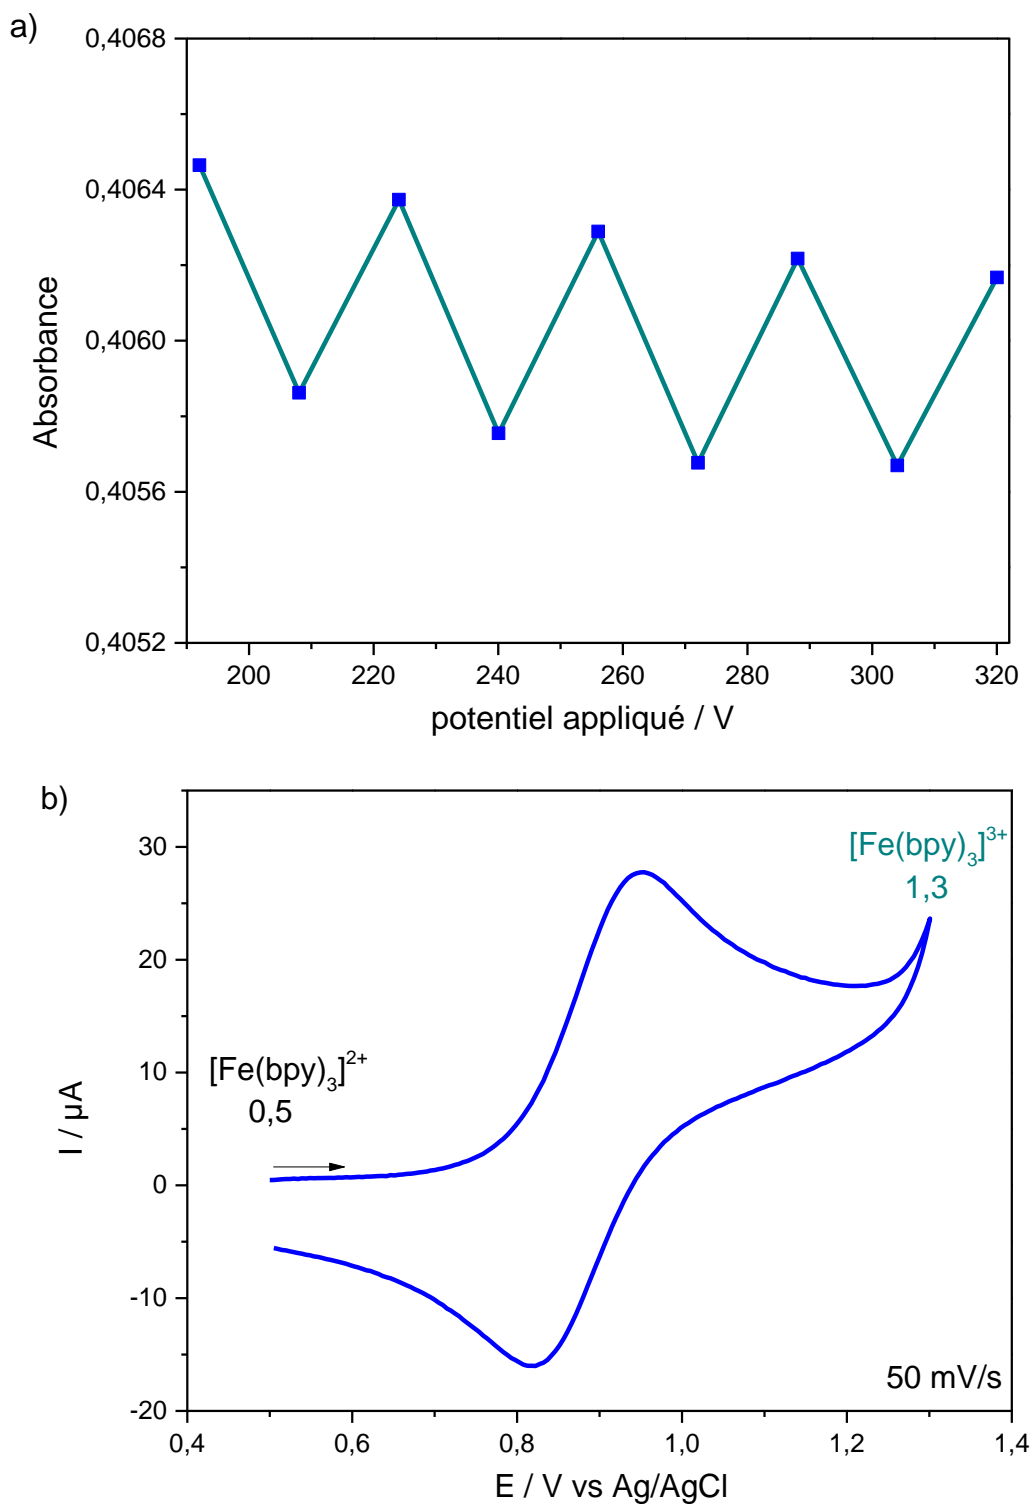 a)
0,4068
0,4064
0,4060
0,4056
0,4052
Absorbance
200 220 240 260 280 300 320
potentiel appliqué / V
b)
30
20
10
0
-10
-20
I / µA
[Fe(bpy)₃]³⁺
1,3
[Fe(bpy)₃]²⁺
0,5
50 mV/s
0,4 0,6 0,8 1,0 1,2 1,4
E / V vs Ag/AgCl